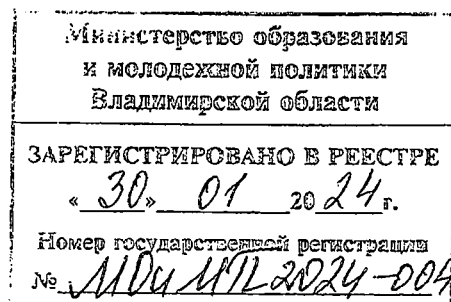 Министерство образования
и молодежной политики
Владимирской области
ЗАРЕГИСТРИРОВАНО В РЕЕСТРЕ
« 30 » 01 20 24 г.
Номер государственной регистрации
№ МОиМП-2024-004